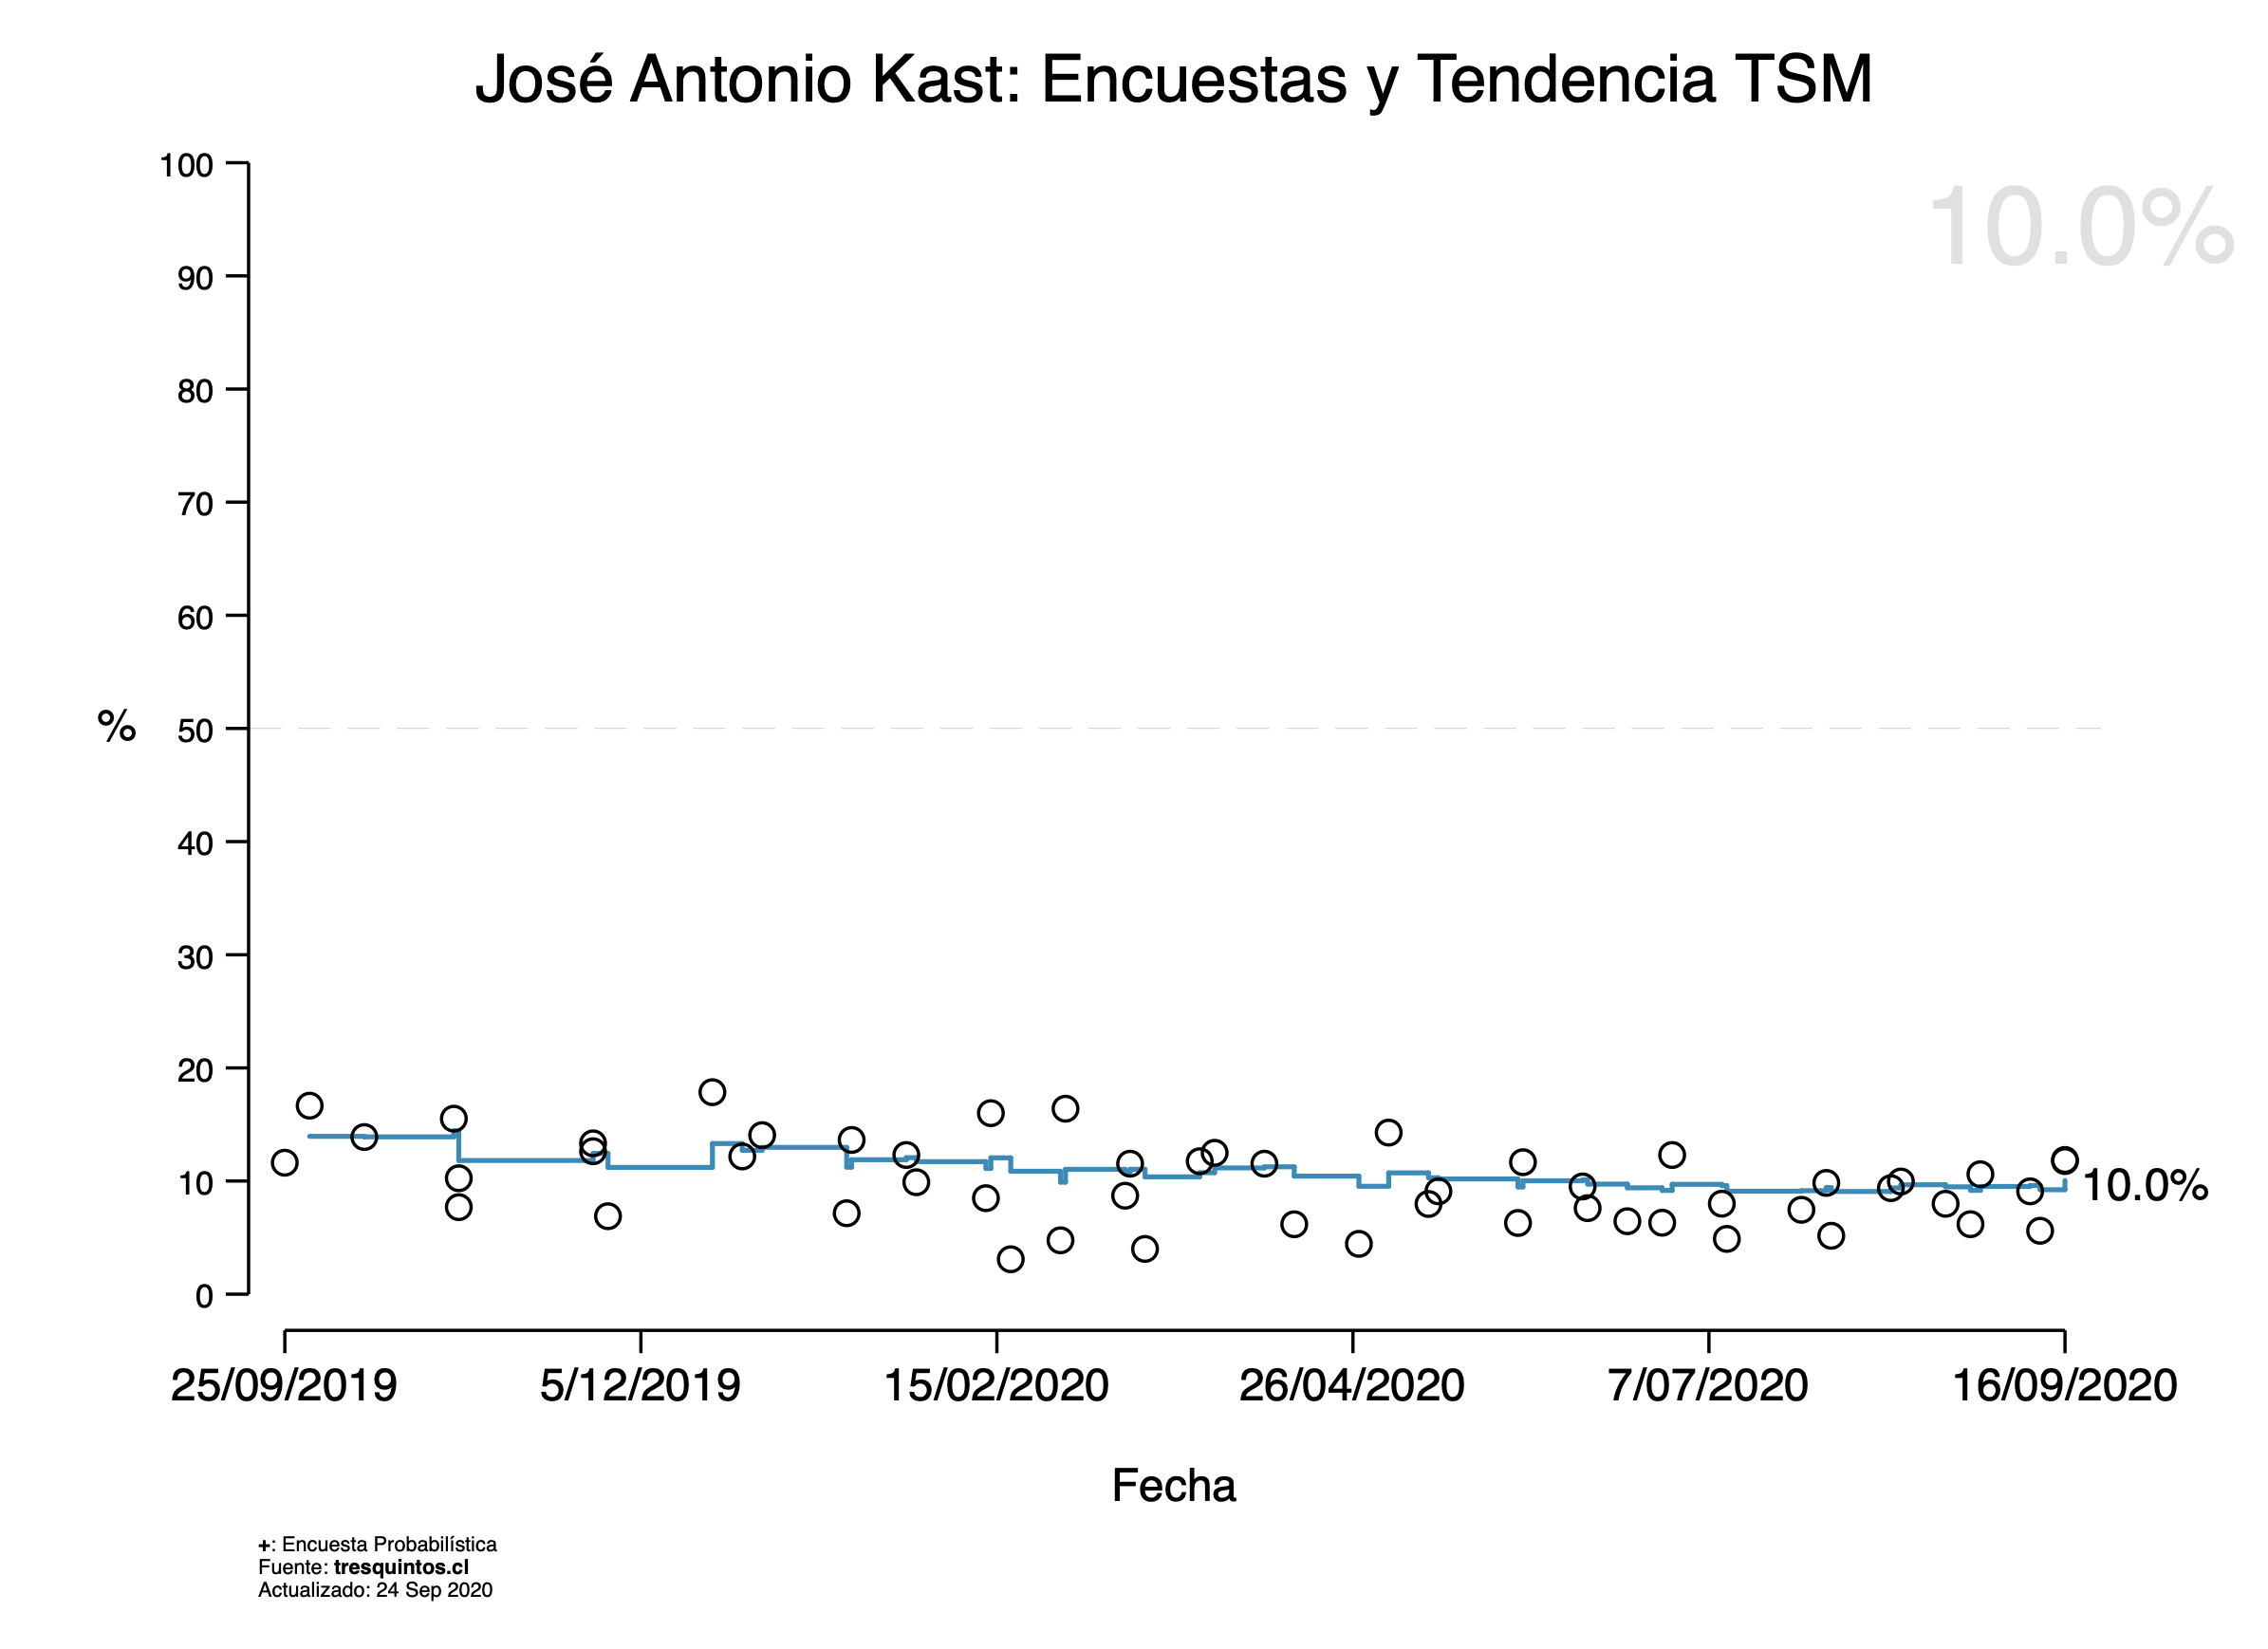 José Antonio Kast: Encuestas y Tendencia TSM
10.0%
100
90
80
70
60
% 50
40
30
20
10
10.0%
0
25/09/2019 5/12/2019 15/02/2020 26/04/2020 7/07/2020 16/09/2020
Fecha
+: Encuesta Probabilística
Fuente: tresquintos.cl
Actualizado: 24 Sep 2020